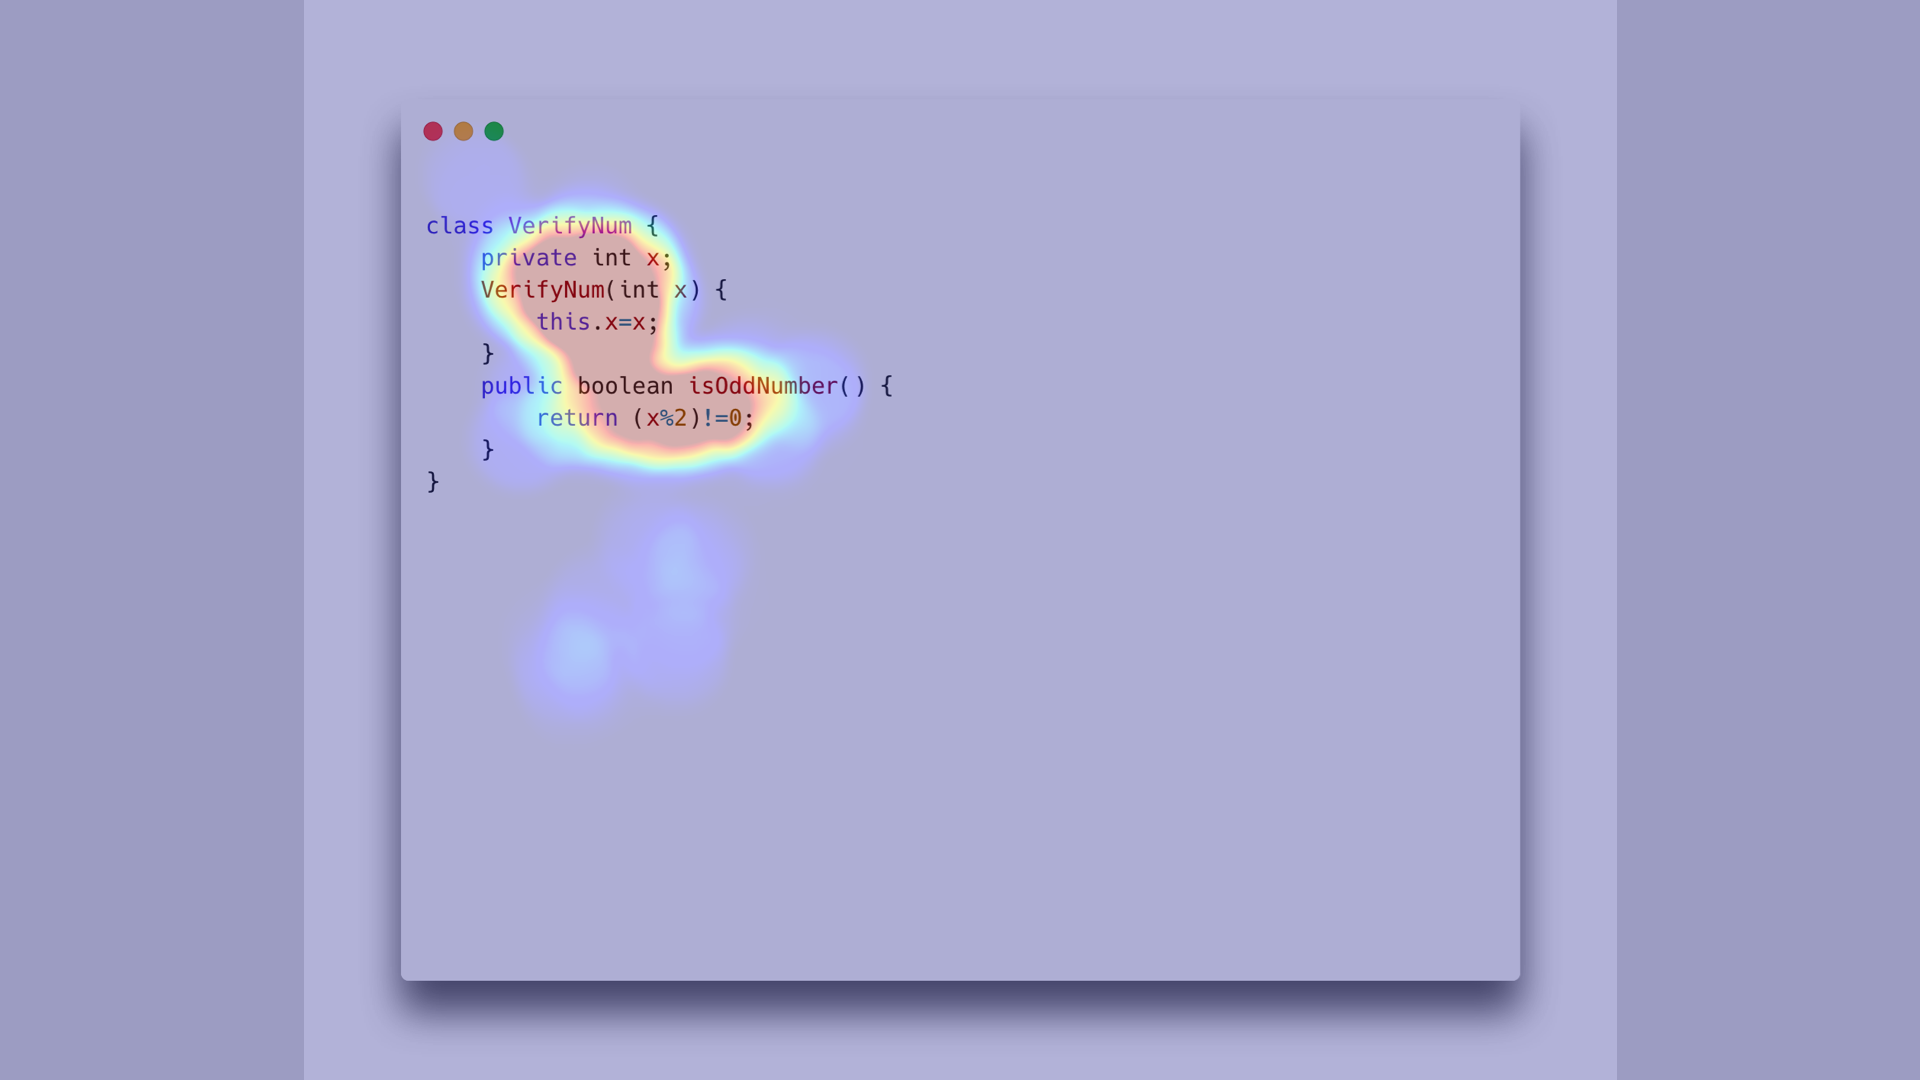 class VerifyNum {
    private int x;
    VerifyNum(int x) {
        this.x=x;
    }
    public boolean isOddNumber() {
        return (x%2)!=0;
    }
}